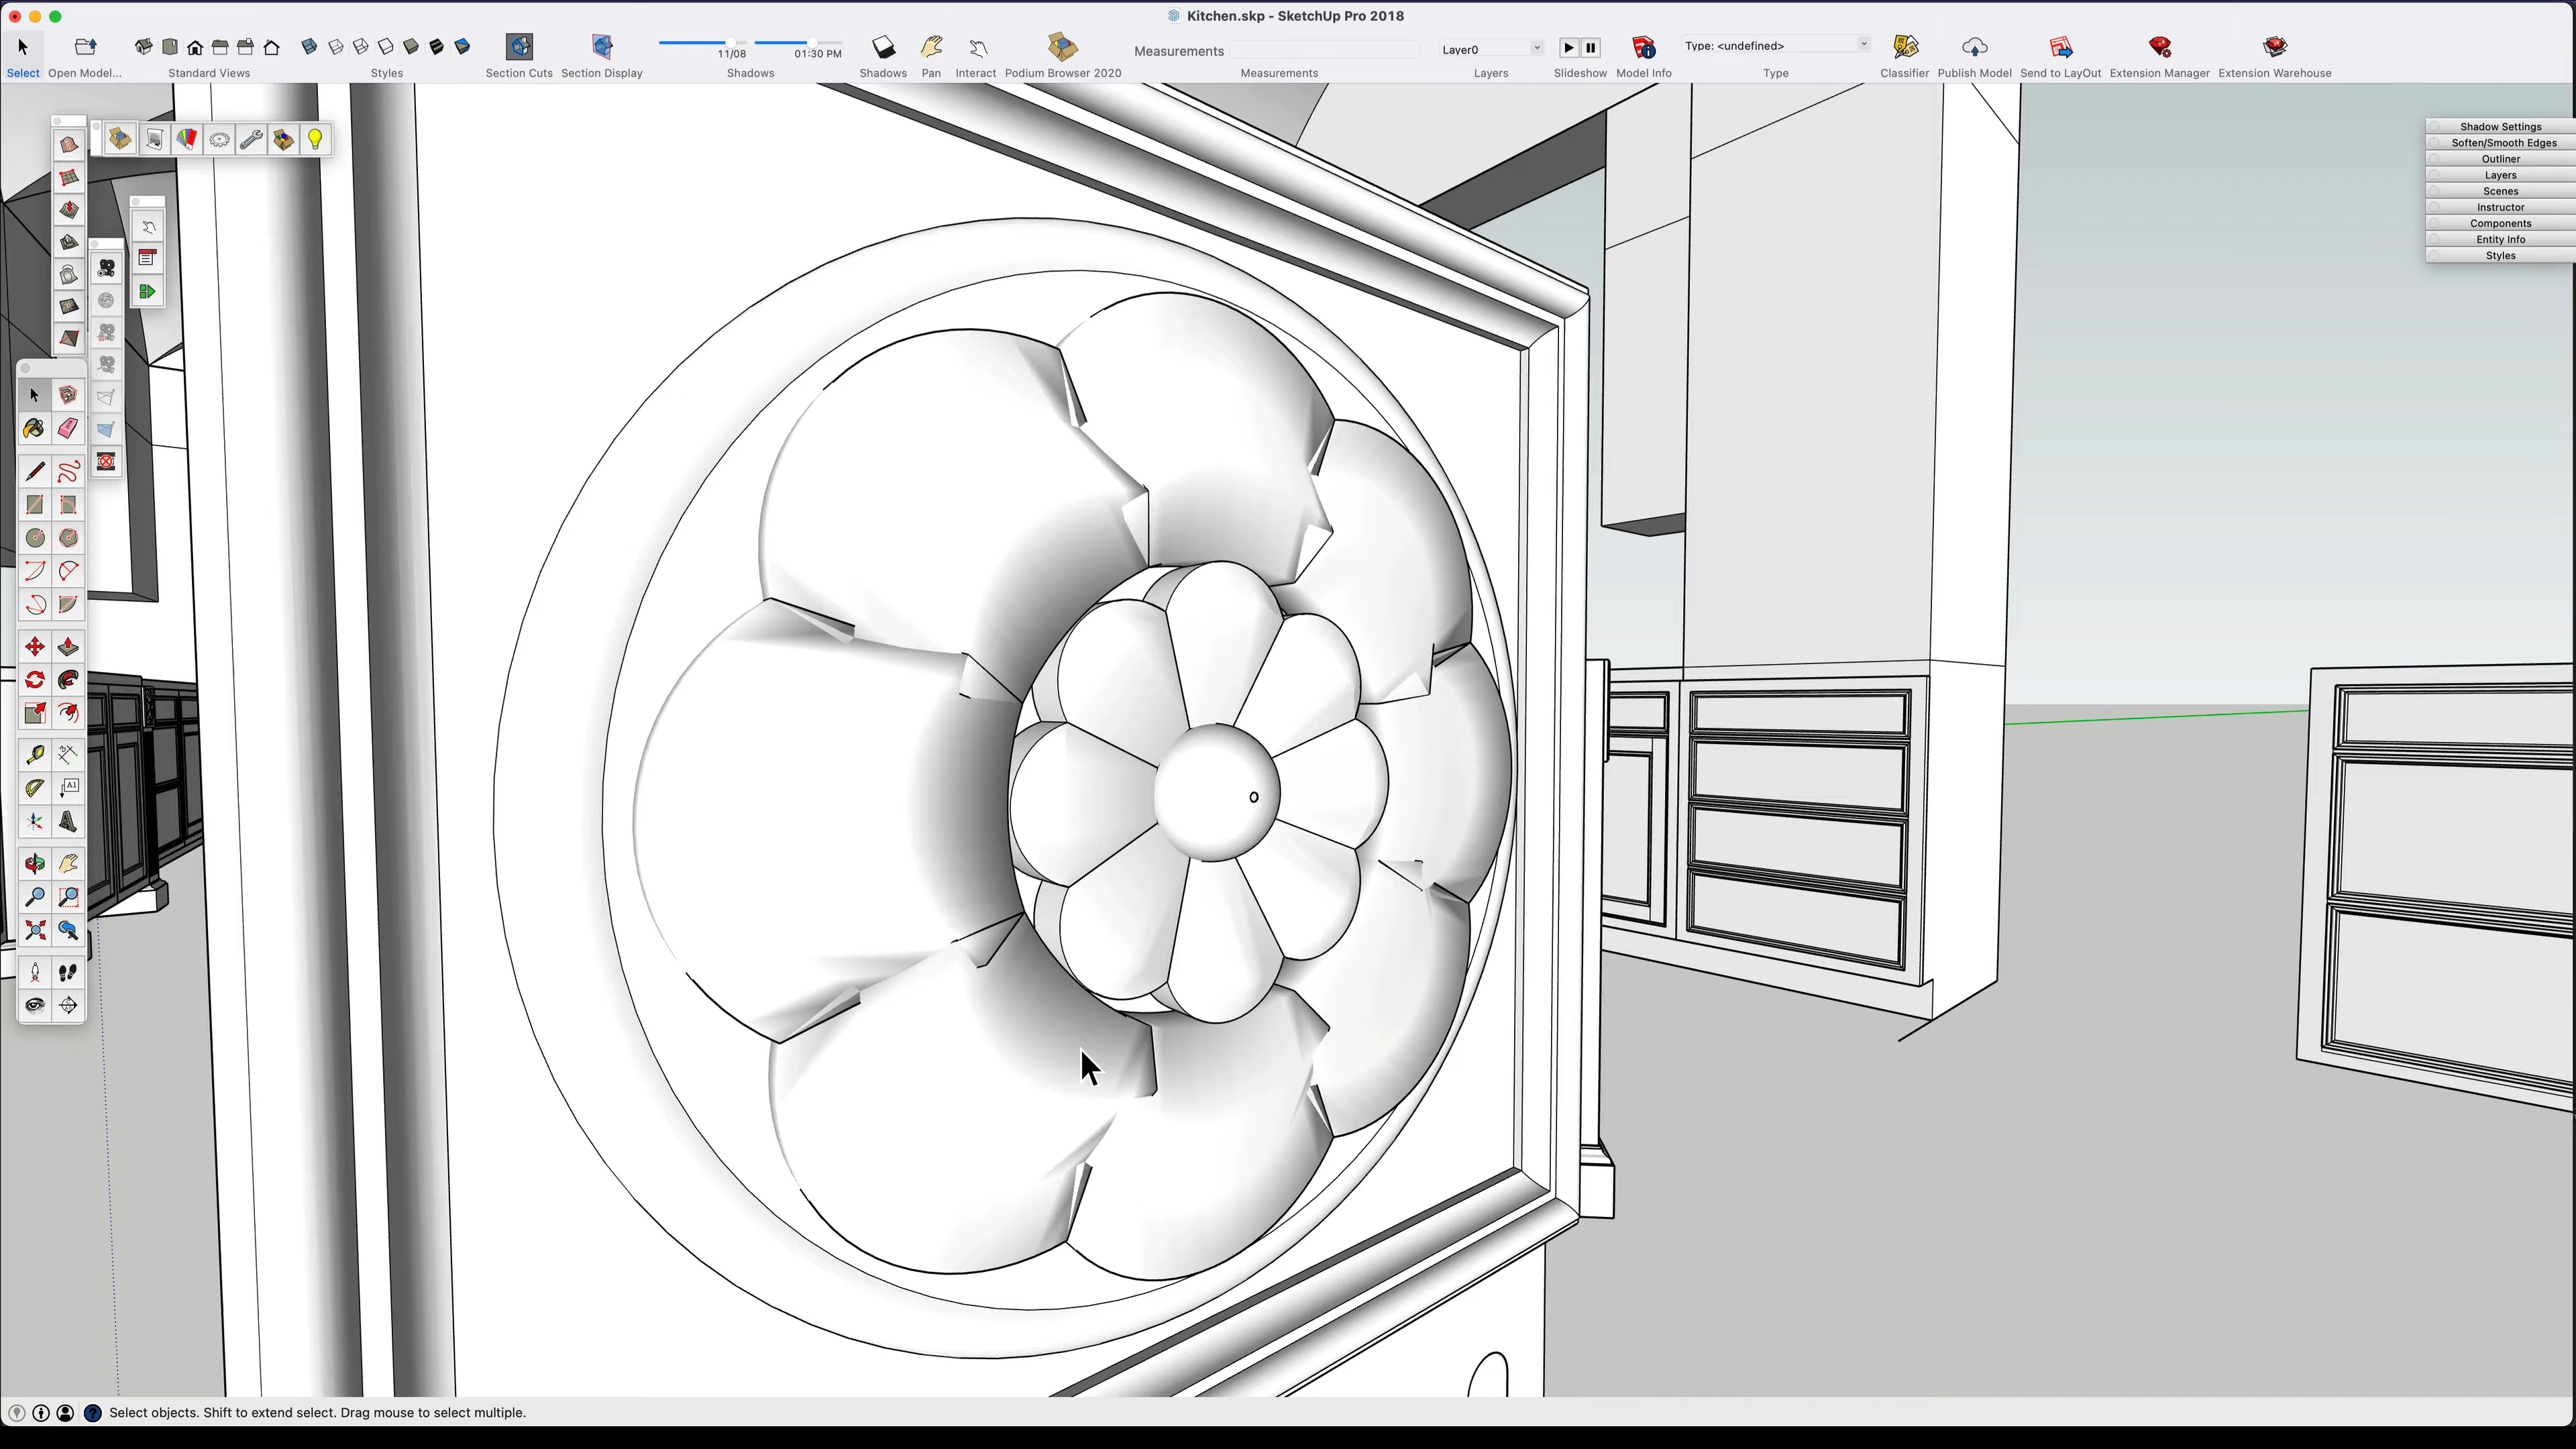 Kitchen.skp - SketchUp Pro 2018
11/08 01:30 PM Measurements Layer0 Type: <undefined>
Select Open Model... Standard Views Styles Section Cuts Section Display Shadows Shadows Pan Interact Podium Browser 2020 Measurements Layers Slideshow Model Info Type Classifier Publish Model Send to LayOut Extension Manager Extension Warehouse
Shadow Settings
Soften/Smooth Edges
Outliner
Layers
Scenes
Instructor
Components
Entity Info
Styles
A1
Select objects. Shift to extend select. Drag mouse to select multiple.